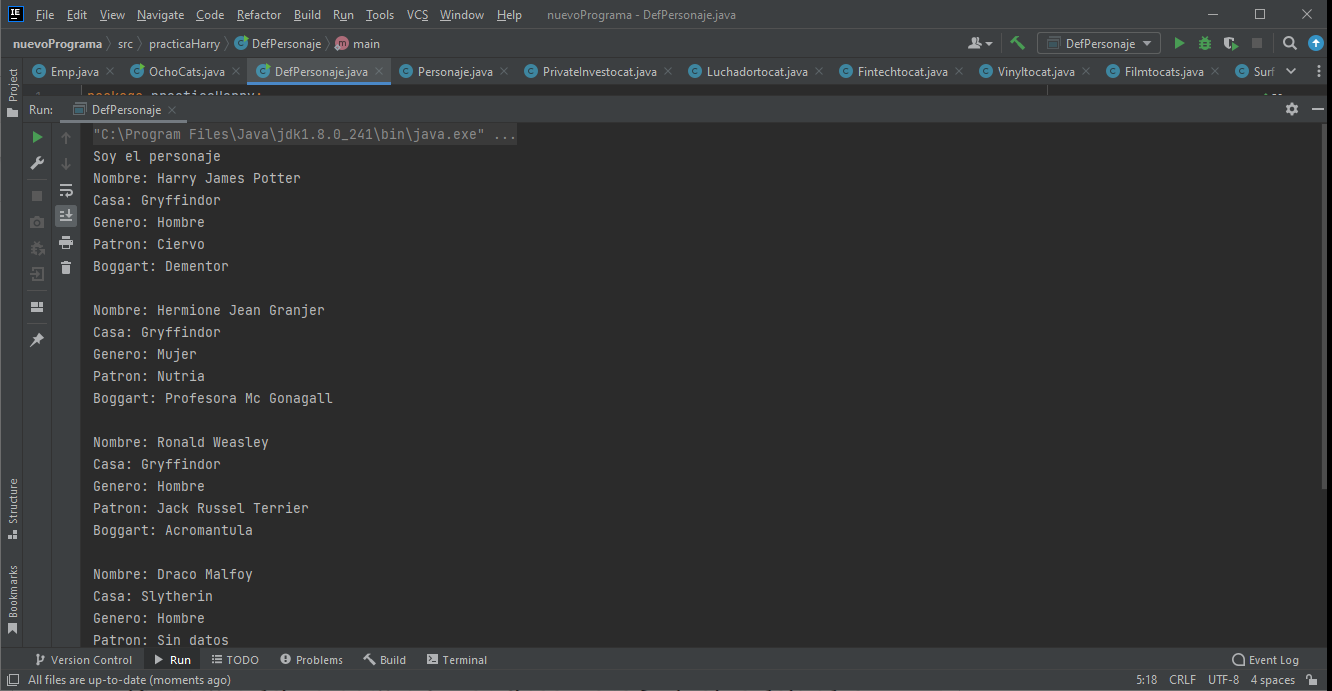 File Edit View Navigate Code Refactor Build Run Tools VCS Window Help nuevoPrograma - DefPersonaje.java
nuevoPrograma src practicaHarry DefPersonaje main DefPersonaje
Emp.java OchoCats.java DefPersonaje.java Personaje.java PrivateInvestocat.java Luchadortocat.java Fintechtocat.java Vinyltocat.java Filmtocats.java Surf
Project
Run: DefPersonaje
"C:\Program Files\Java\jdk1.8.0_241\bin\java.exe" ...
Soy el personaje
Nombre: Harry James Potter
Casa: Gryffindor
Genero: Hombre
Patron: Ciervo
Boggart: Dementor
Nombre: Hermione Jean Granjer
Casa: Gryffindor
Genero: Mujer
Patron: Nutria
Boggart: Profesora Mc Gonagall
Nombre: Ronald Weasley
Casa: Gryffindor
Genero: Hombre
Patron: Jack Russel Terrier
Boggart: Acromantula
Nombre: Draco Malfoy
Casa: Slytherin
Genero: Hombre
Patron: Sin datos
Structure
Bookmarks
Version Control Run TODO Problems Build Terminal Event Log
All files are up-to-date (moments ago) 5:18 CRLF UTF-8 4 spaces